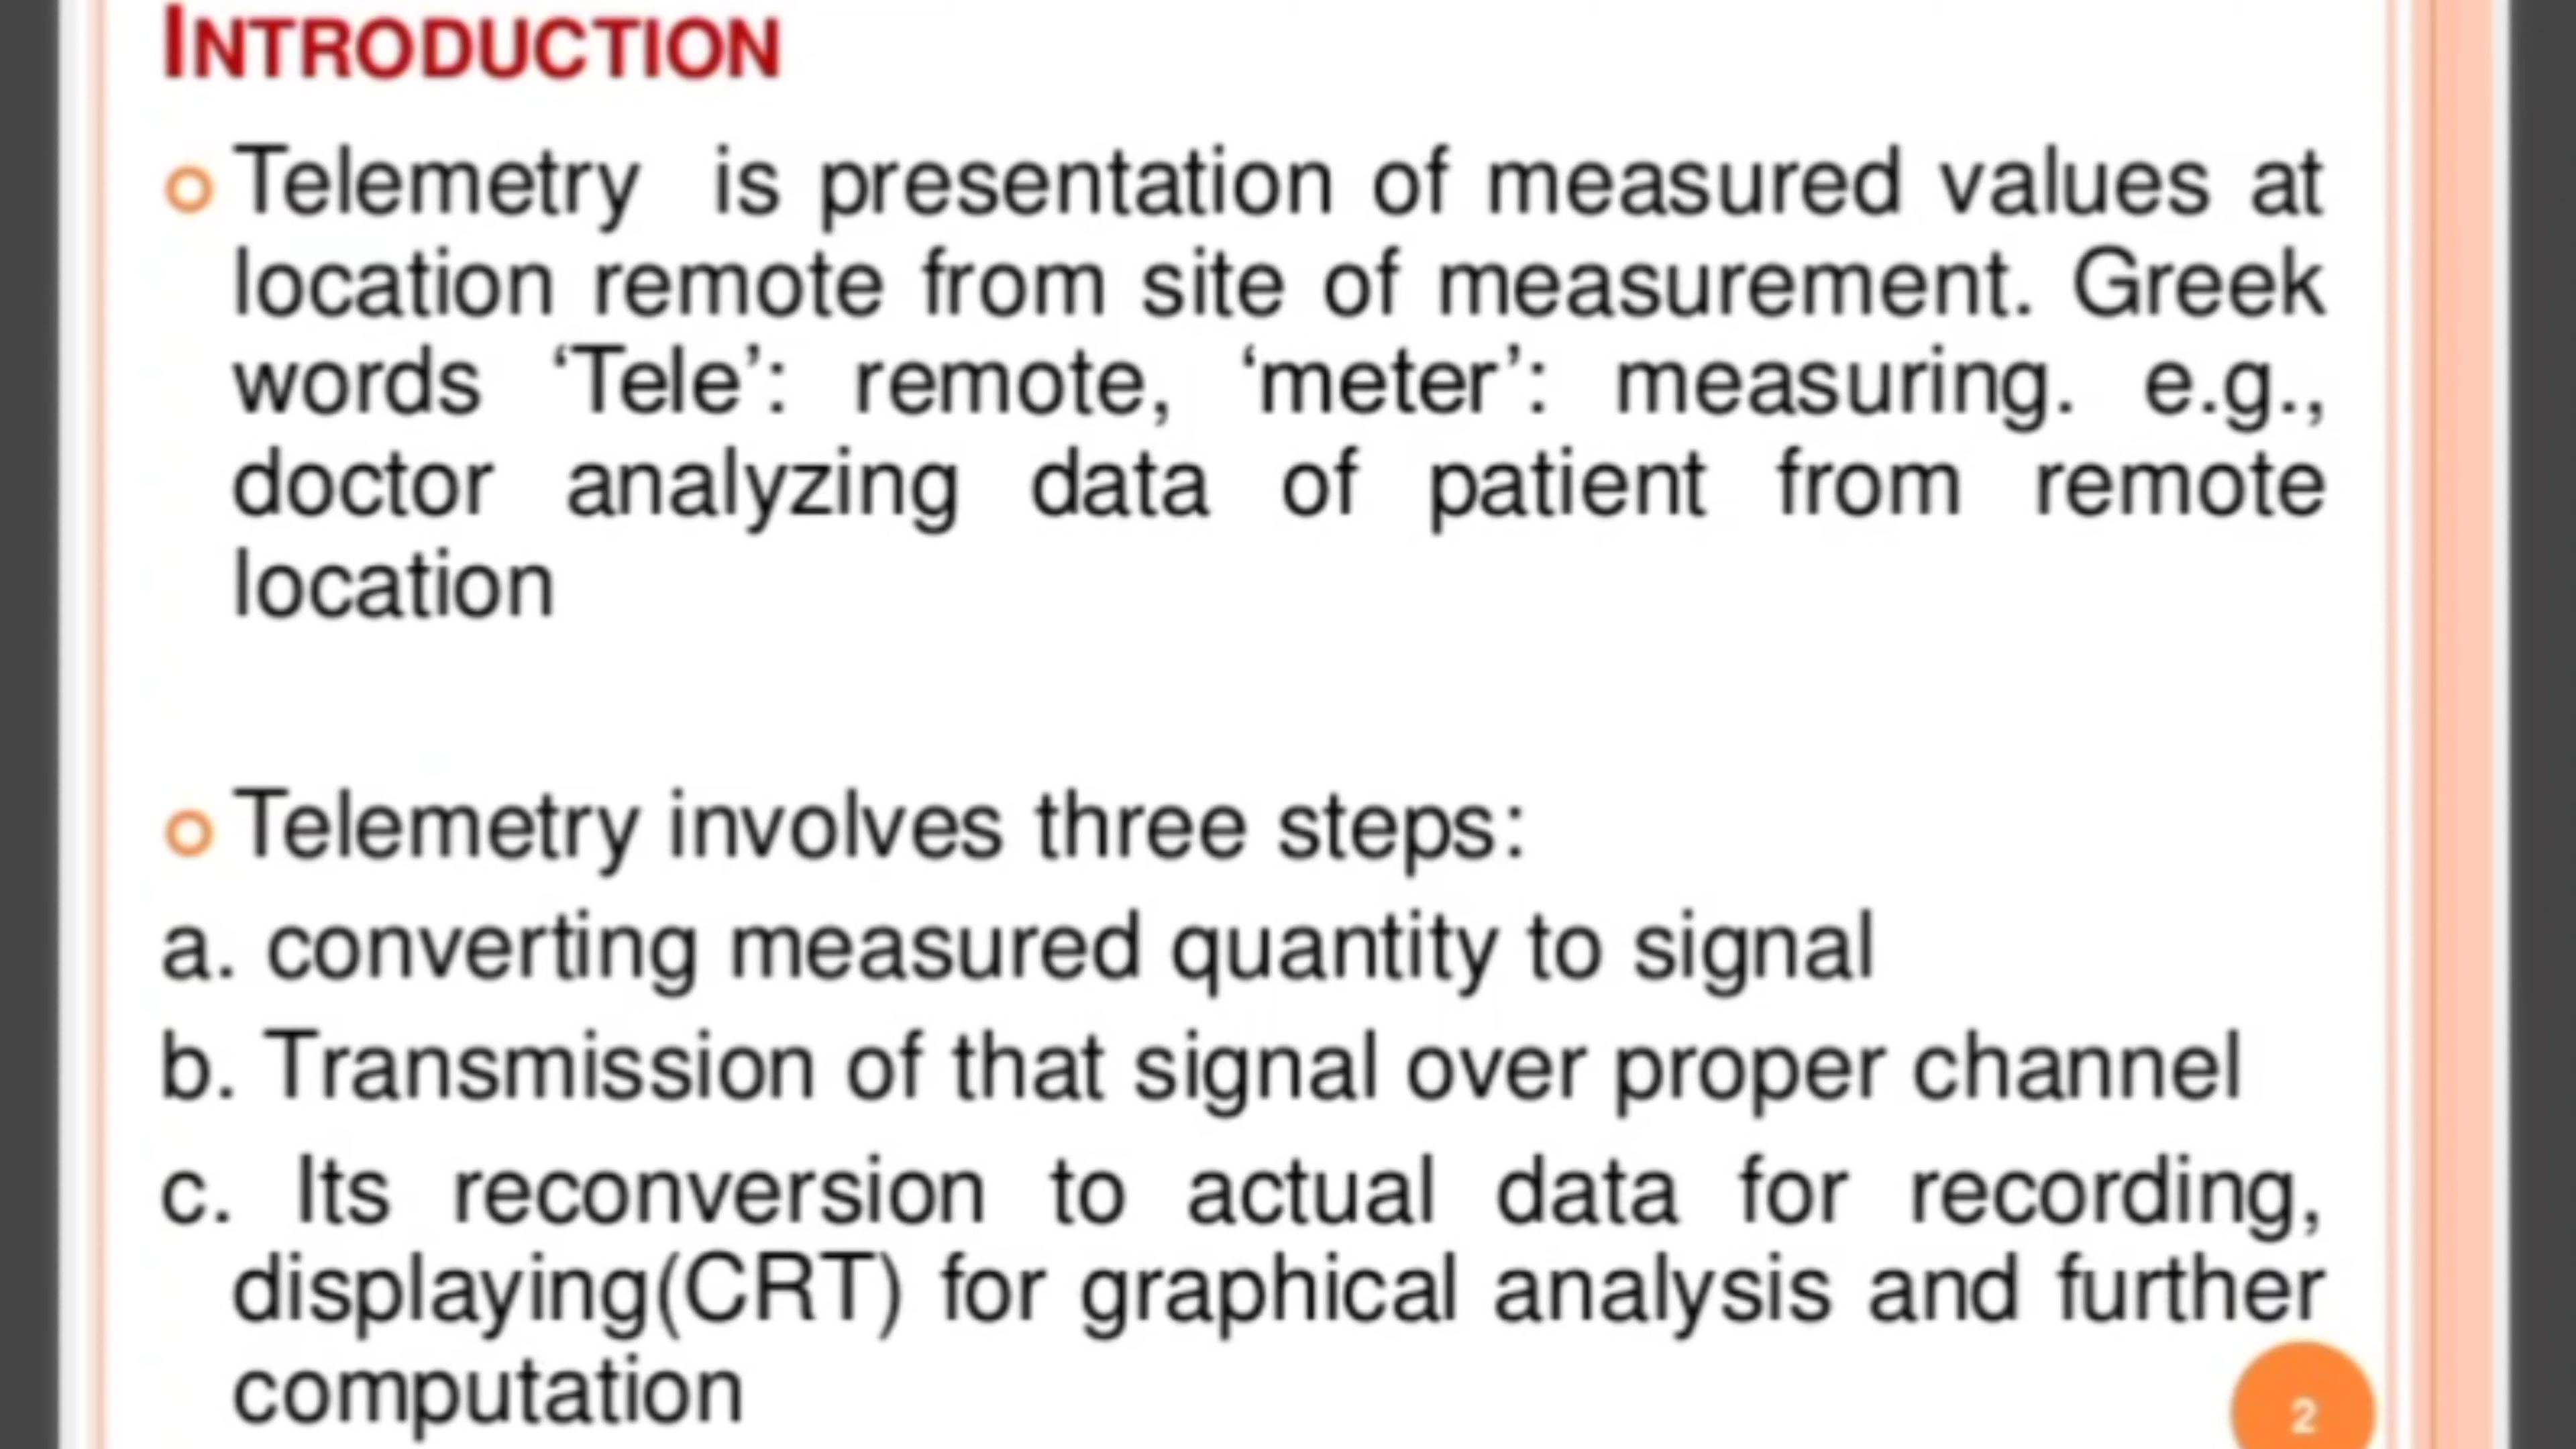 INTRODUCTION
Telemetry is presentation of measured values at
location remote from site of measurement. Greek
words ‘Tele’: remote, ‘meter’: measuring. e.g.,
doctor analyzing data of patient from remote
location
Telemetry involves three steps:
a. converting measured quantity to signal
b. Transmission of that signal over proper channel
c. Its reconversion to actual data for recording,
displaying(CRT) for graphical analysis and further
computation
2